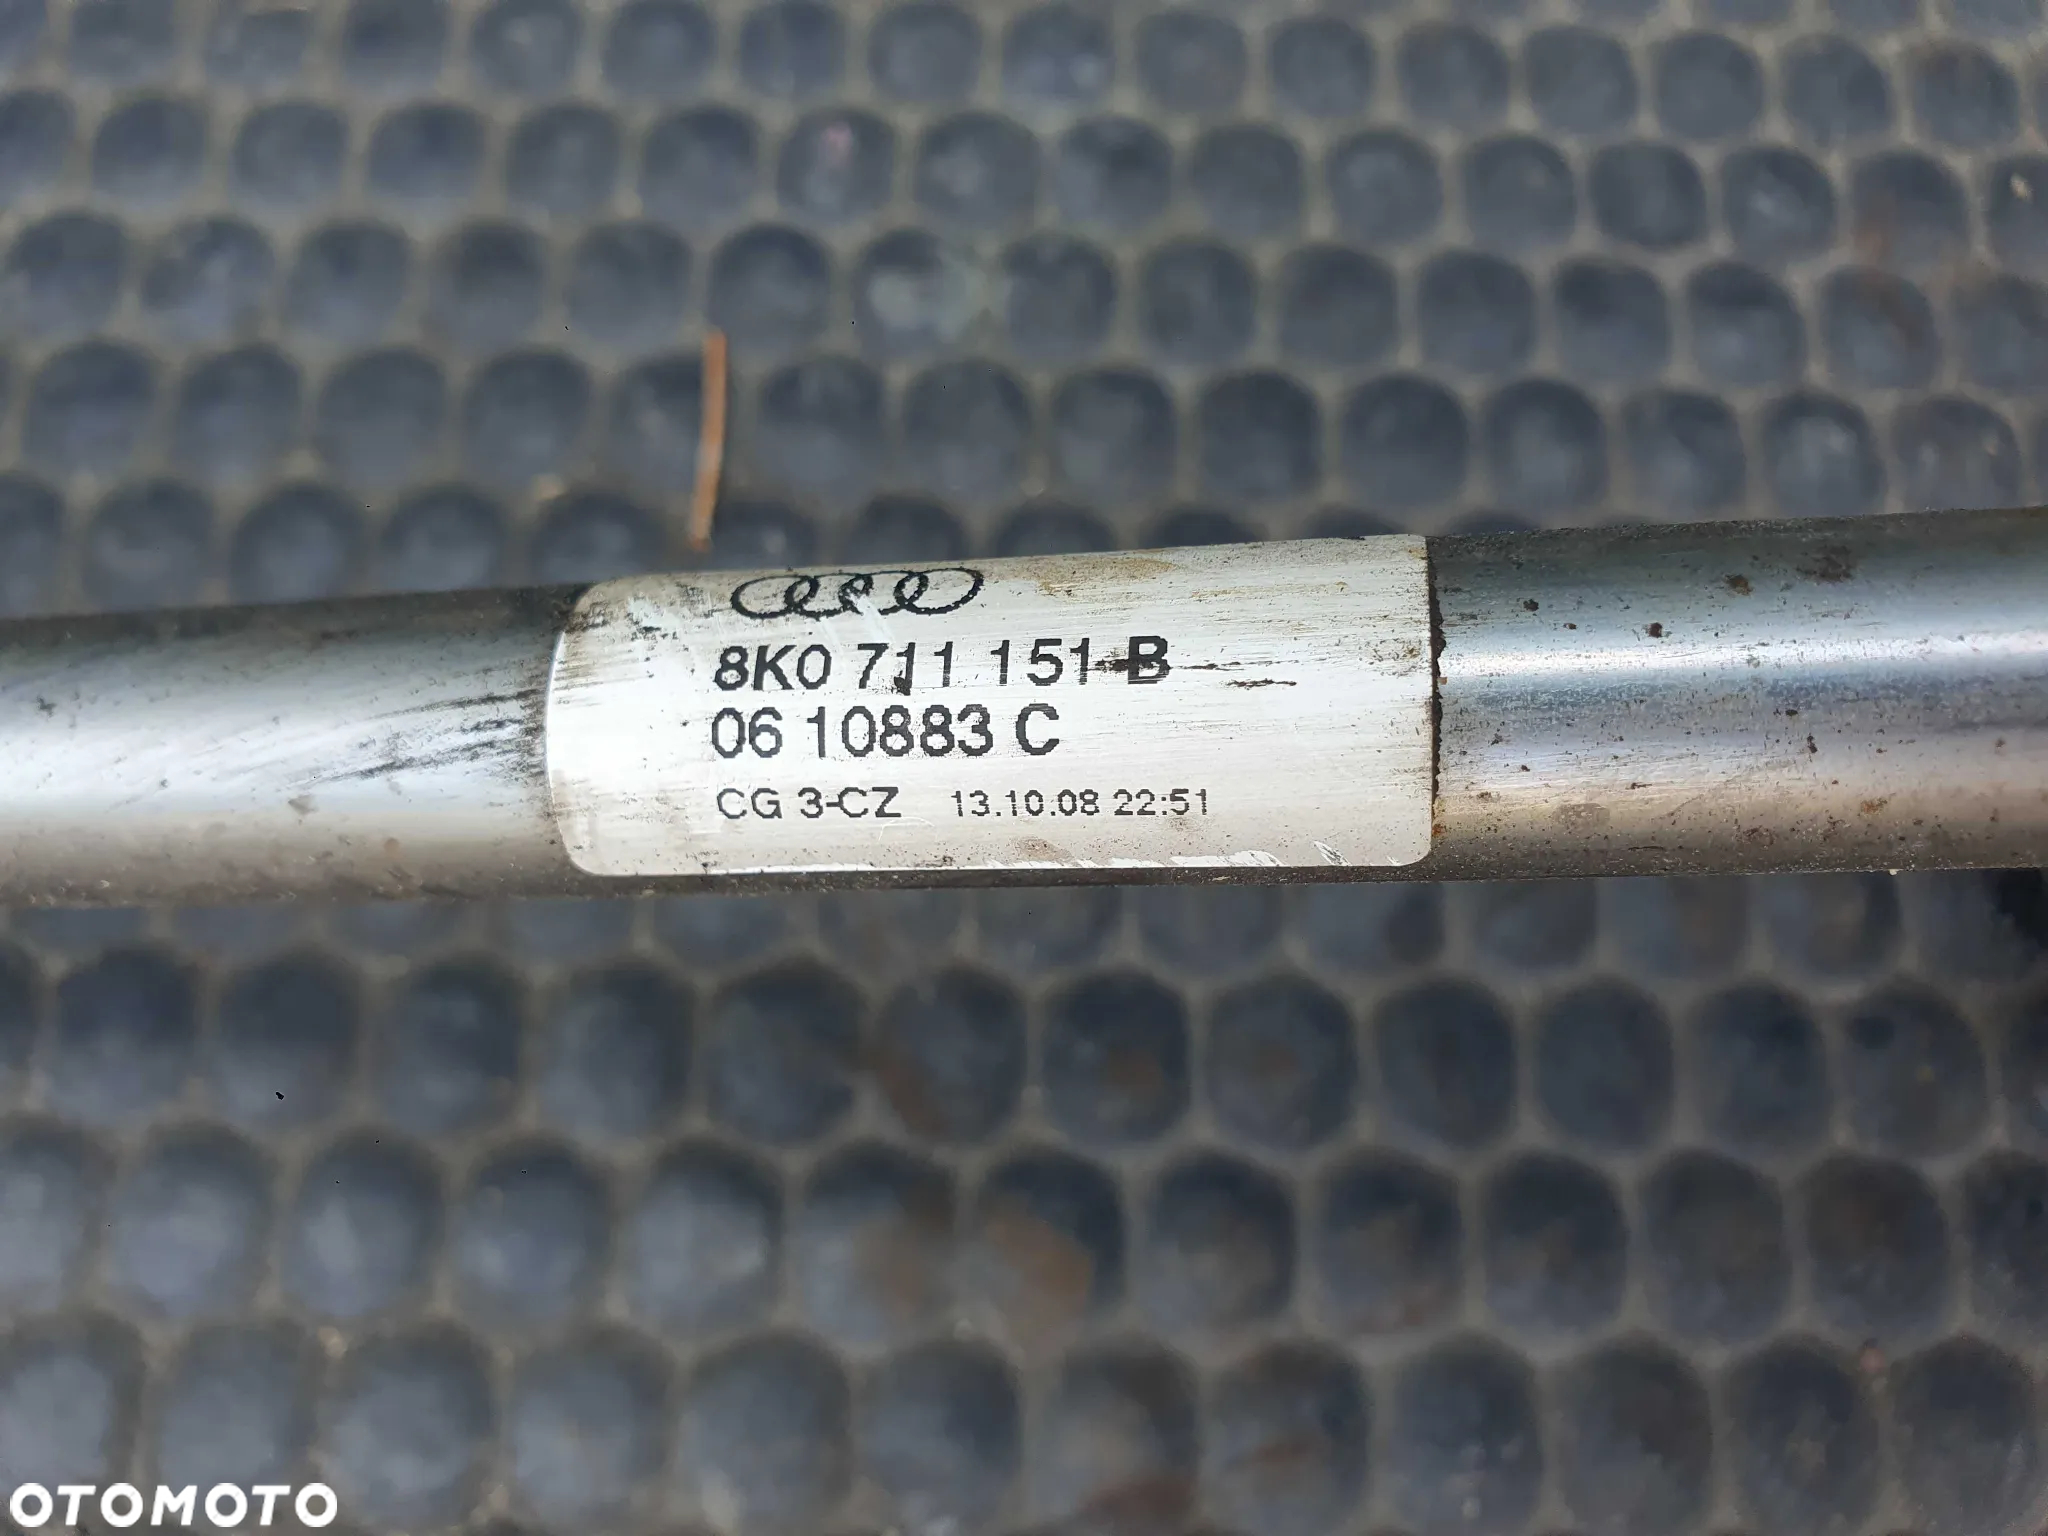 8K0 711 151 B
06 10883 C
CG 3-CZ 13.10.08 22:51
OTOMOTO